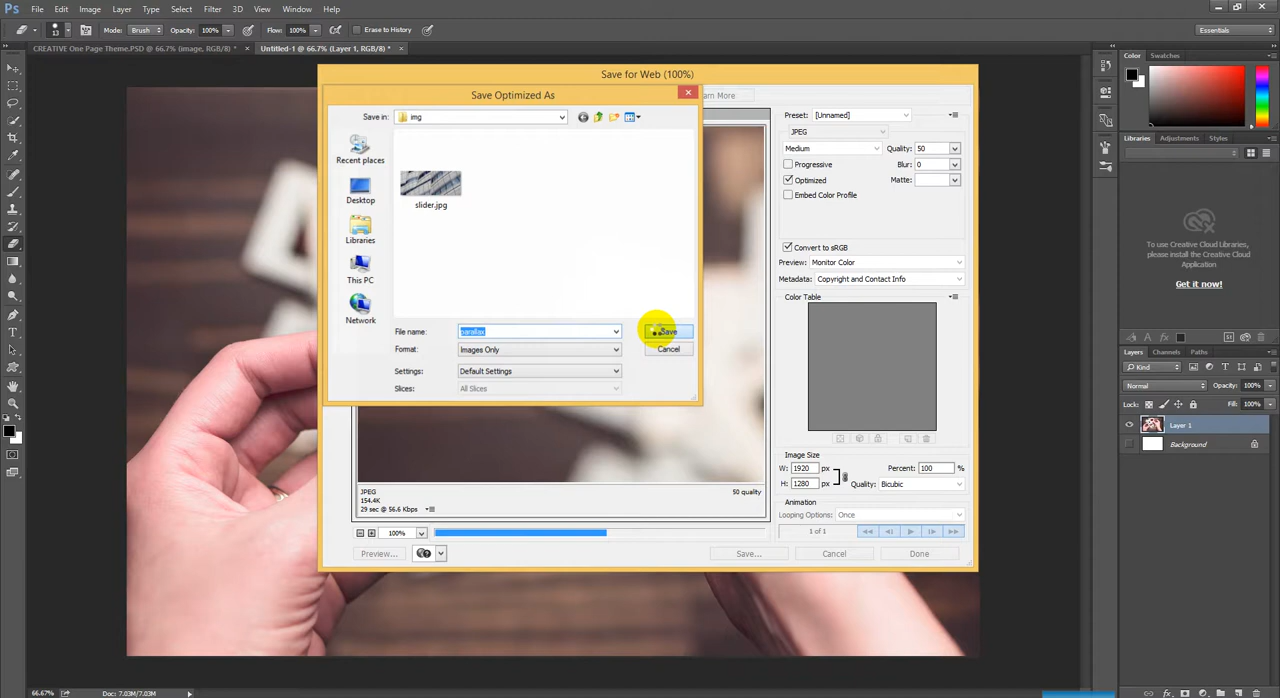 Ps File Edit Image Layer Type Select Filter 3D View Window Help
13 Mode: Brush Opacity: 100% Flow: 100% Erase to History Essentials
CREATIVE One Page Theme.PSD @ 66.7% (image, RGB/8) * × Untitled-1 @ 66.7% (Layer 1, RGB/8) * ×
Save for Web (100%)
Save Optimized As
Learn More
Save in: img
Recent places
Desktop
Libraries
This PC
Network
slider.jpg
File name: parallax Save
Format: Images Only Cancel
Settings: Default Settings
Slices: All Slices
Preset: [Unnamed]
JPEG
Medium Quality: 50
Progressive Blur: 0
Optimized Matte:
Embed Color Profile
Convert to sRGB
Preview: Monitor Color
Metadata: Copyright and Contact Info
Color Table
Image Size
W: 1920 px Percent: 100 %
H: 1280 px Quality: Bicubic
Animation
Looping Options: Once
1 of 1
JPEG 50 quality
154.4K
29 sec @ 56.6 Kbps
100%
Preview... Save... Cancel Done
Color Swatches
Libraries Adjustments Styles
To use Creative Cloud Libraries,
please install the Creative Cloud
Application
Get it now!
Layers Channels Paths
Kind
Normal Opacity: 100%
Lock: Fill: 100%
Layer 1
Background
66.67% Doc: 7.03M/7.03M